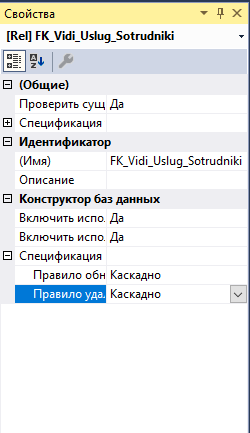 Свойства
[Rel] FK_Vidi_Uslug_Sotrudniki
(Общие)
Проверить сущ Да
Спецификация
Идентификатор
(Имя) FK_Vidi_Uslug_Sotrudniki
Описание
Конструктор баз данных
Включить испо. Да
Включить испо. Да
Спецификация
Правило обн Каскадно
Правило уда. Каскадно